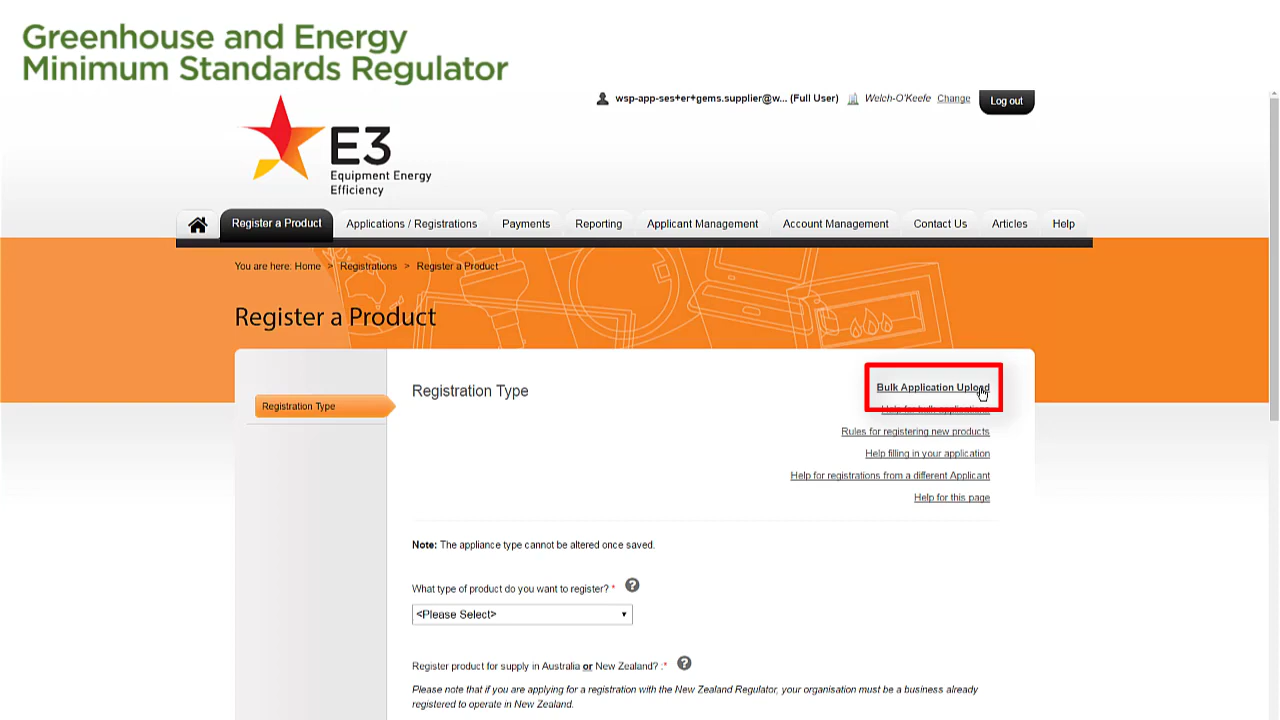 Greenhouse and Energy
Minimum Standards Regulator
wsp-app-ses+er+gems.supplier@w... (Full User) Welch-O'Keefe Change Log out
E3
Equipment Energy
Efficiency
Register a Product Applications / Registrations Payments Reporting Applicant Management Account Management Contact Us Articles Help
You are here: Home > Registrations > Register a Product
Register a Product
Registration Type
Registration Type
Bulk Application Upload
Help for bulk applications
Rules for registering new products
Help filling in your application
Help for registrations from a different Applicant
Help for this page
Note: The appliance type cannot be altered once saved.
What type of product do you want to register? * ?
<Please Select>
Register product for supply in Australia or New Zealand? :* ?
Please note that if you are applying for a registration with the New Zealand Regulator, your organisation must be a business already
registered to operate in New Zealand.